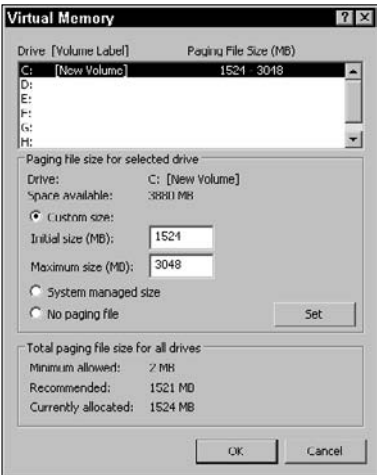 Virtual Memory
Drive [Volume Label] Paging File Size (MB)
C: [New Volume] 1524 - 3048
D:
E:
F:
G:
H:
Paging file size for selected drive
Drive: C: [New Volume]
Space available: 3880 MB
Custom size:
Initial size (MB): 1524
Maximum size (MB): 3048
System managed size
No paging file Set
Total paging file size for all drives
Minimum allowed: 2 MB
Recommended: 1521 MB
Currently allocated: 1524 MB
OK Cancel